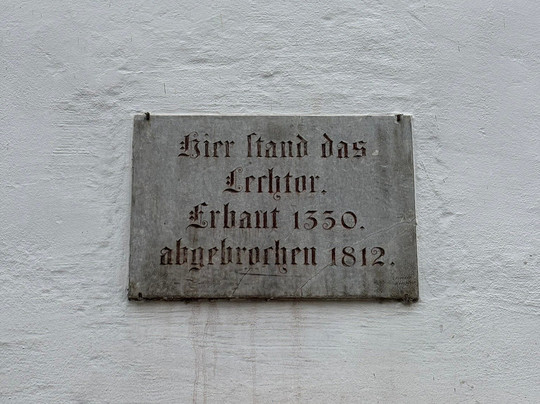 Hier stand das
Lechtor.
Erbaut 1330.
abgebrochen 1812.